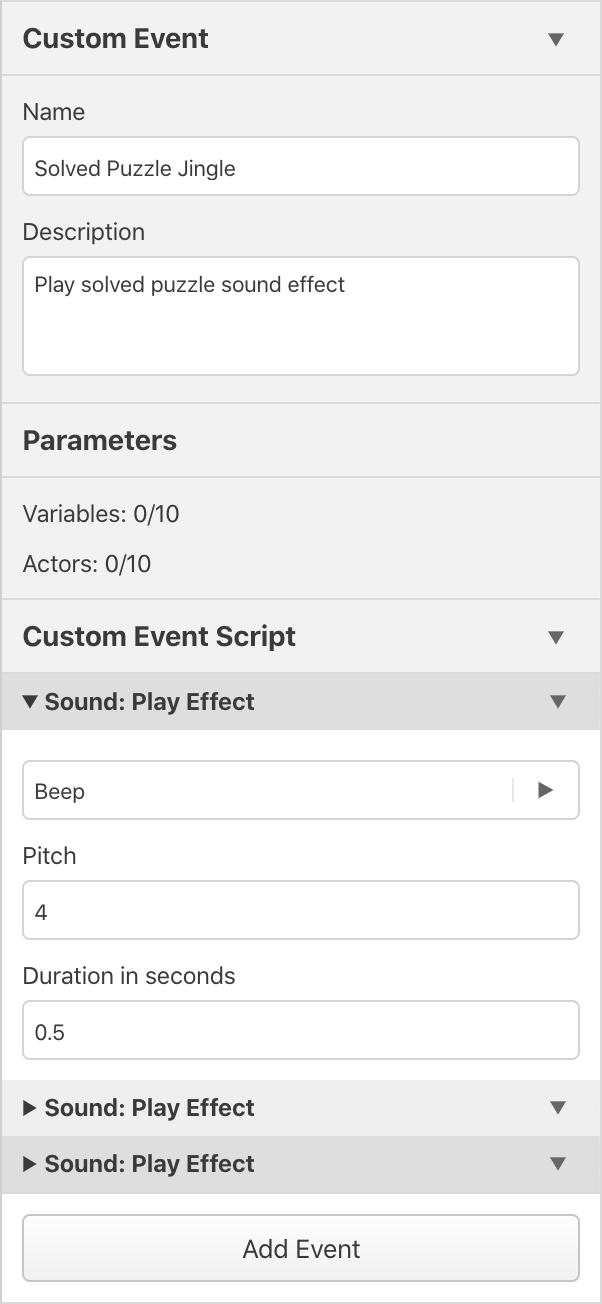 Custom Event
Name
Solved Puzzle Jingle
Description
Play solved puzzle sound effect
Parameters
Variables: 0/10
Actors: 0/10
Custom Event Script
Sound: Play Effect
Beep
Pitch
4
Duration in seconds
0.5
Sound: Play Effect
Sound: Play Effect
Add Event